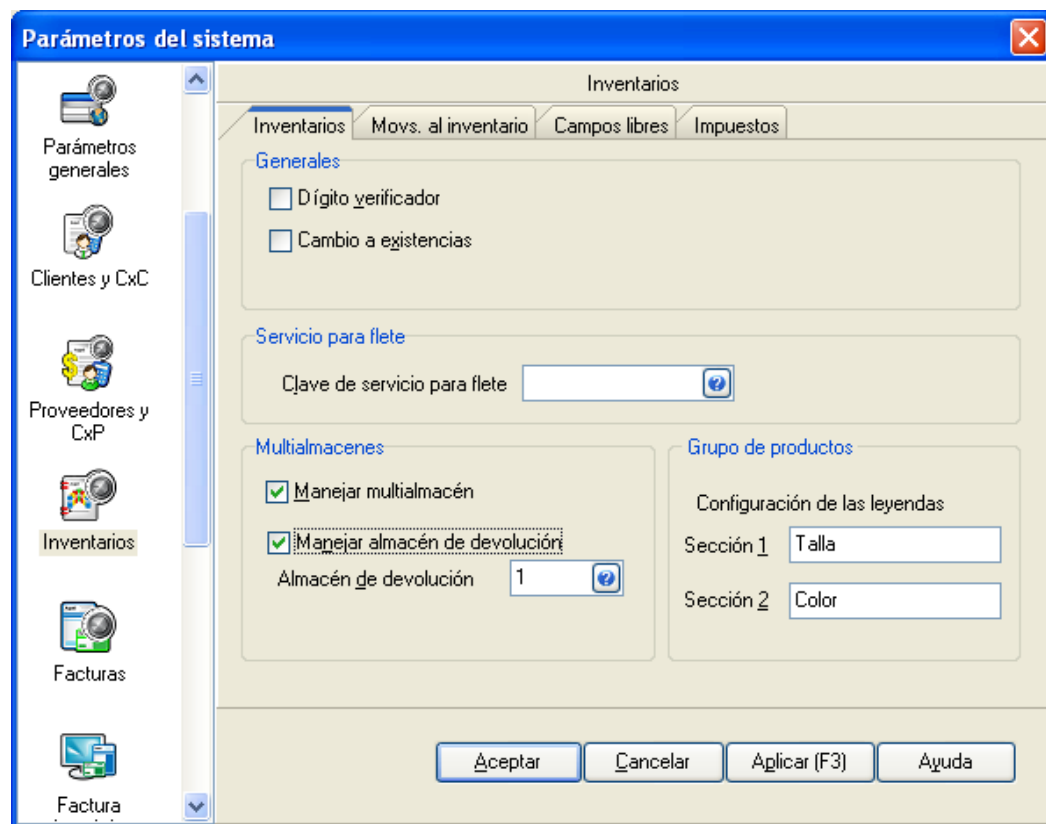 Parámetros del sistema
Parámetros
generales
Clientes y CxC
Proveedores y
CxP
Inventarios
Facturas
Factura
Inventarios
Inventarios
Movs. al inventario
Campos libres
Impuestos
Generales
Dígito verificador
Cambio a existencias
Servicio para flete
Clave de servicio para flete
Multialmacenes
Manejar multialmacén
Manejar almacén de devolución
Almacén de devolución 1
Grupo de productos
Configuración de las leyendas
Sección 1 Talla
Sección 2 Color
Aceptar
Cancelar
Aplicar (F3)
Ayuda